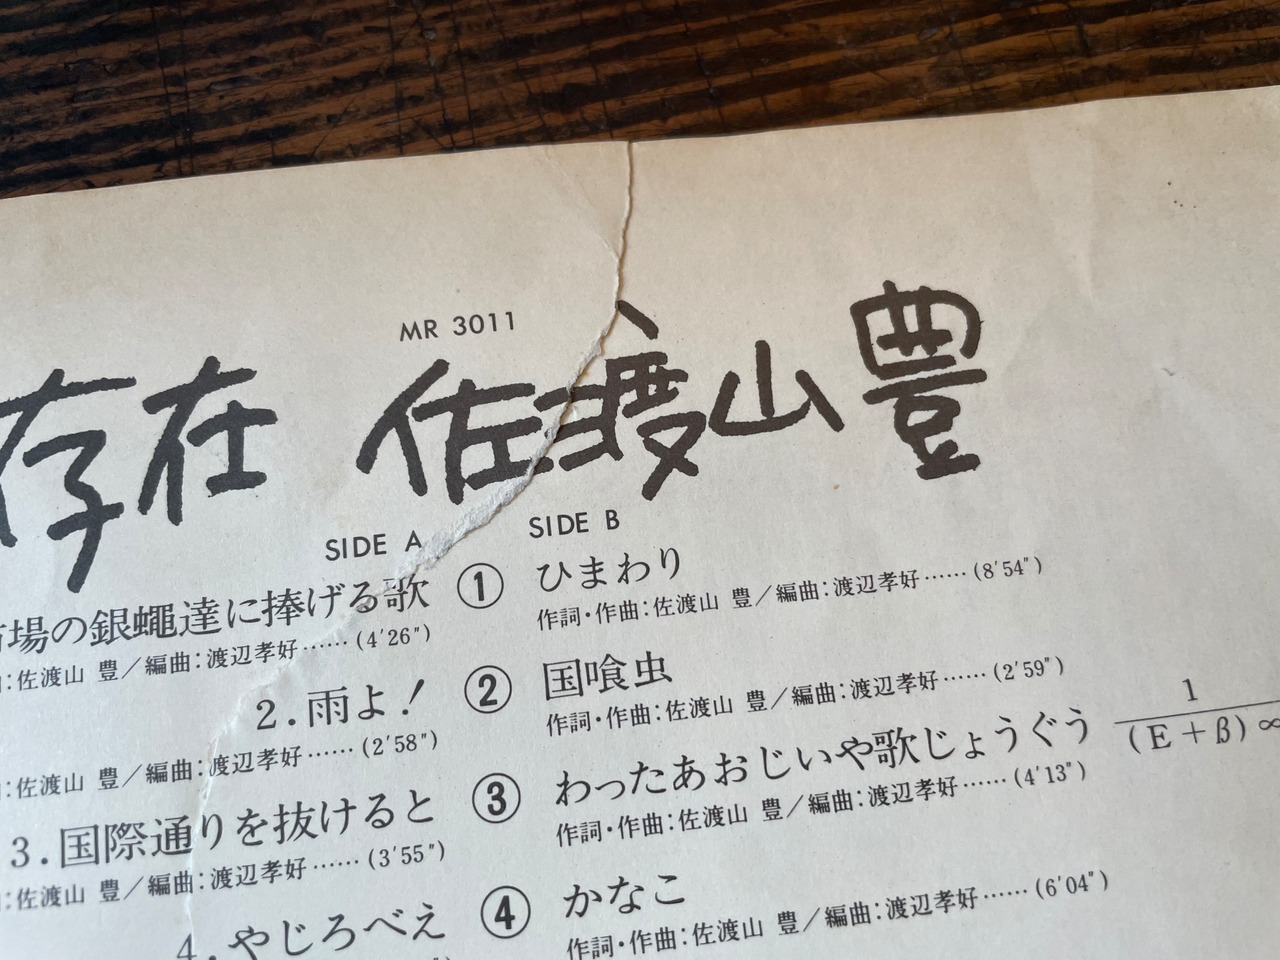 MR 3011
存在 佐渡山豊
SIDE A
場の銀蠅達に捧げる歌
:佐渡山 豊/編曲:渡辺孝好……(4'26")
2.雨よ!
:佐渡山 豊/編曲:渡辺孝好……(2'58")
3.国際通りを抜けると
:佐渡山 豊/編曲:渡辺孝好……(3'55")
4.やじろべえ
SIDE B
① ひまわり
作詞・作曲:佐渡山 豊/編曲:渡辺孝好……(8'54")
② 国喰虫
作詞・作曲:佐渡山 豊/編曲:渡辺孝好……(2'59")
③ わったあおじいや歌じょうぐう
作詞・作曲:佐渡山 豊/編曲:渡辺孝好……(4'13")
④ かなこ
作詞・作曲:佐渡山 豊/編曲:渡辺孝好……(6'04")
1
(E+β)∞